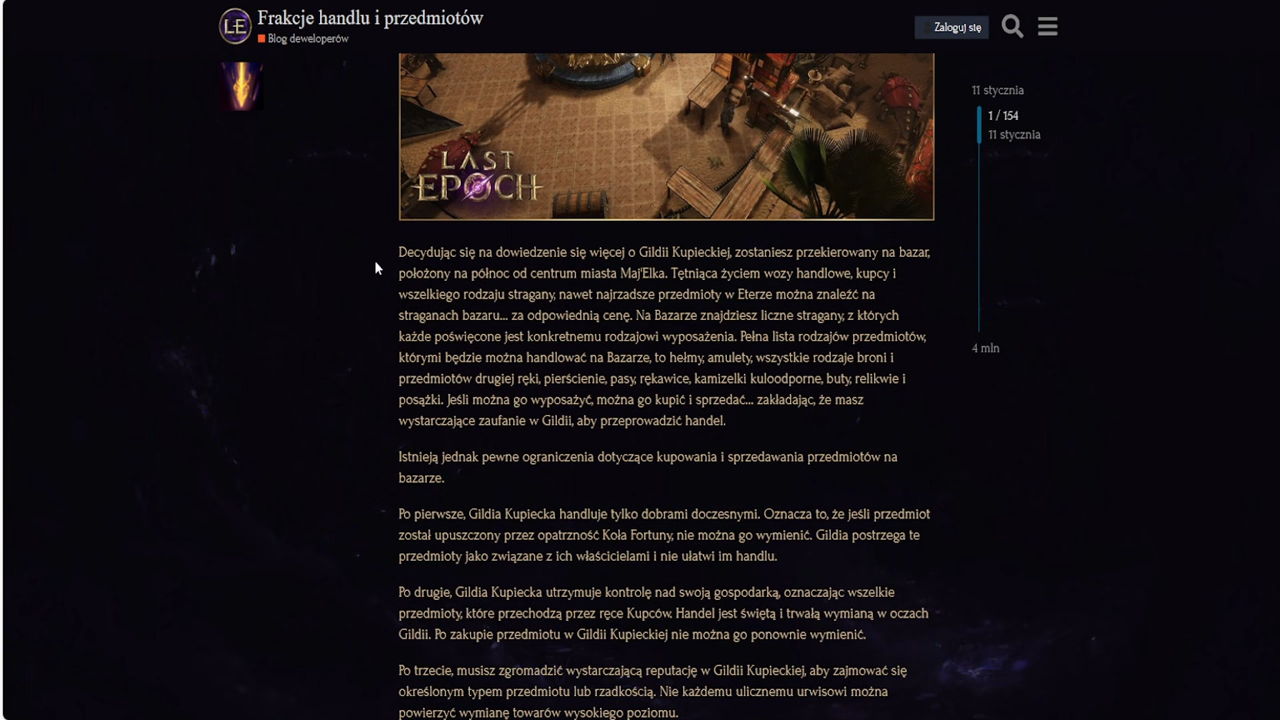 Frakcje handlu i przedmiotów
Blog deweloperów
Zaloguj się
LE
LAST
EPOCH
11 stycznia
1 / 154
11 stycznia
4 mln
Decydując się na dowiedzenie się więcej o Gildii Kupieckiej, zostaniesz przekierowany na bazar,
położony na północ od centrum miasta Maj'Elka. Tętniąca życiem wozy handlowe, kupcy i
wszelkiego rodzaju stragany, nawet najrzadsze przedmioty w Eterze można znaleźć na
straganach bazaru... za odpowiednią cenę. Na Bazarze znajdziesz liczne stragany, z których
każde poświęcone jest konkretnemu rodzajowi wyposażenia. Pełna lista rodzajów przedmiotów,
którymi będzie można handlować na Bazarze, to hełmy, amulety, wszystkie rodzaje broni i
przedmiotów drugiej ręki, pierścienie, pasy, rękawice, kamizelki kuloodporne, buty, relikwie i
posążki. Jeśli można go wyposażyć, można go kupić i sprzedać... zakładając, że masz
wystarczające zaufanie w Gildii, aby przeprowadzić handel.
Istnieją jednak pewne ograniczenia dotyczące kupowania i sprzedawania przedmiotów na
bazarze.
Po pierwsze, Gildia Kupiecka handluje tylko dobrami doczesnymi. Oznacza to, że jeśli przedmiot
został upuszczony przez opatrzność Koła Fortuny, nie można go wymienić. Gildia postrzega te
przedmioty jako związane z ich właścicielami i nie ułatwi im handlu.
Po drugie, Gildia Kupiecka utrzymuje kontrolę nad swoją gospodarką, oznaczając wszelkie
przedmioty, które przechodzą przez ręce Kupców. Handel jest świętą i trwałą wymianą w oczach
Gildii. Po zakupie przedmiotu w Gildii Kupieckiej nie można go ponownie wymienić.
Po trzecie, musisz zgromadzić wystarczającą reputację w Gildii Kupieckiej, aby zajmować się
określonym typem przedmiotu lub rzadkością. Nie każdemu ulicznemu urwisowi można
powierzyć wymianę towarów wysokiego poziomu.